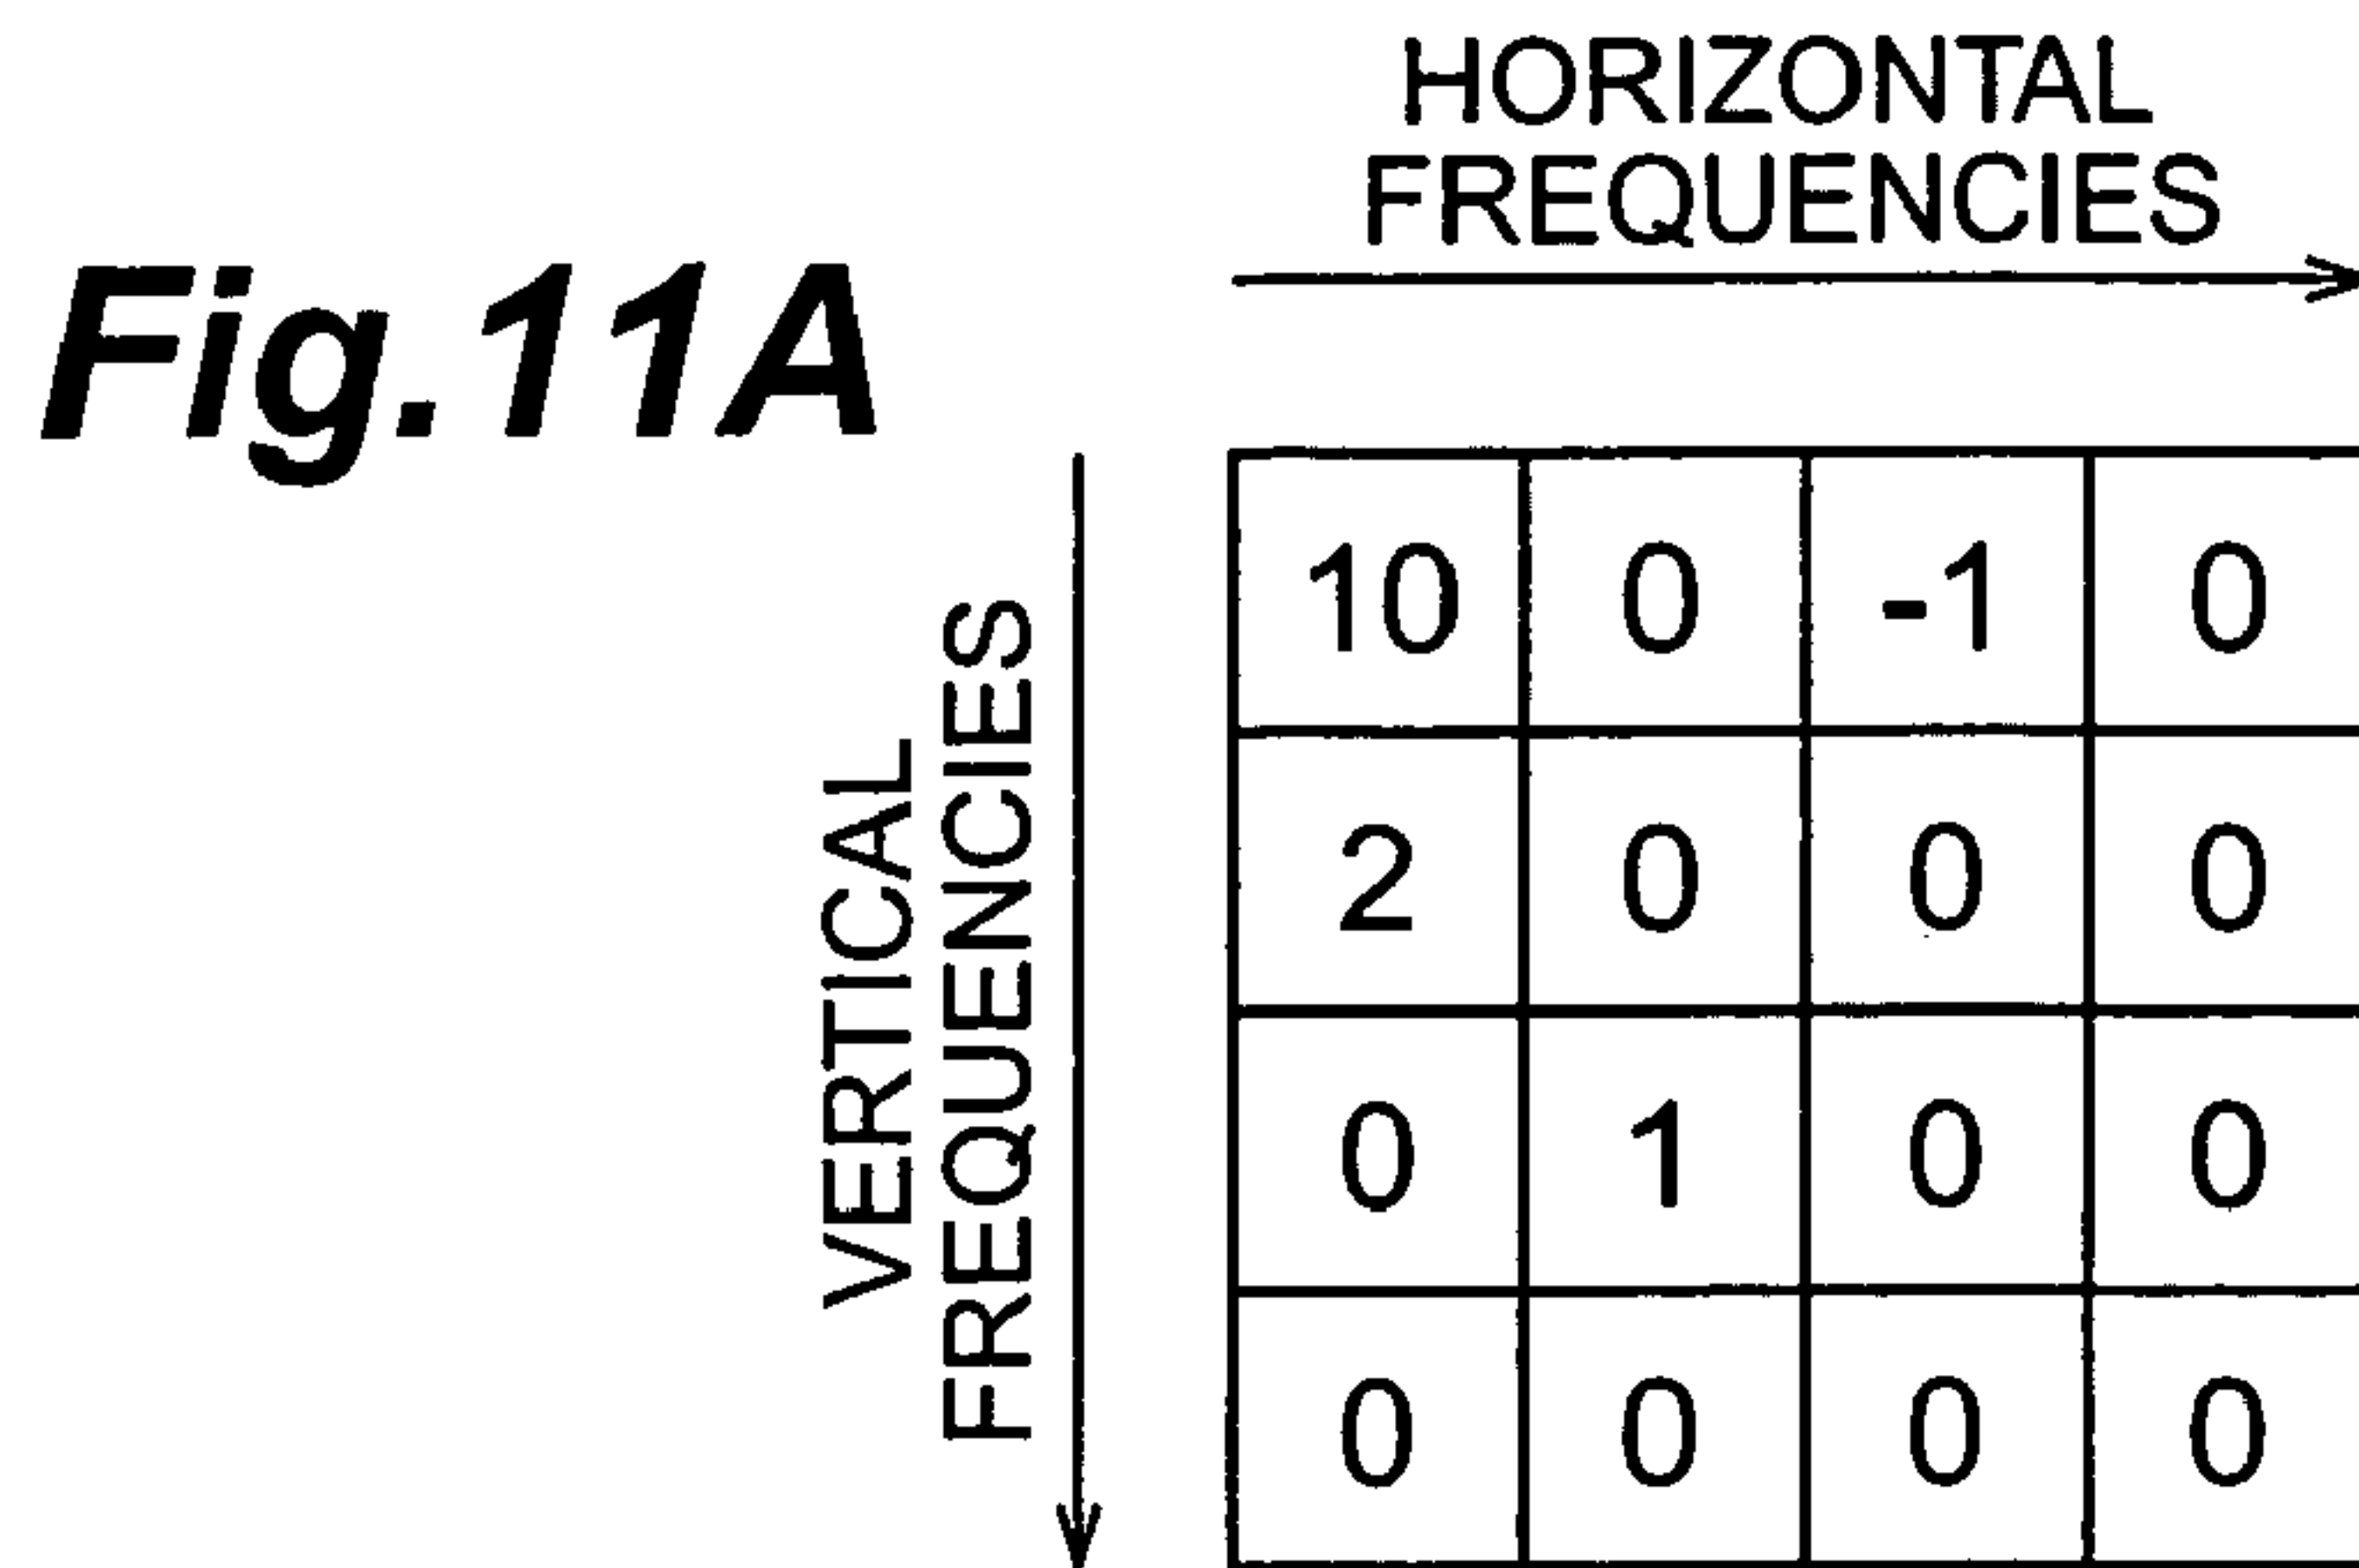 HORIZONTAL
FREQUENCIES
Fig.11A
VERTICAL
FREQUENCIES
10 0 -1 0
2 0 0 0
0 1 0 0
0 0 0 0